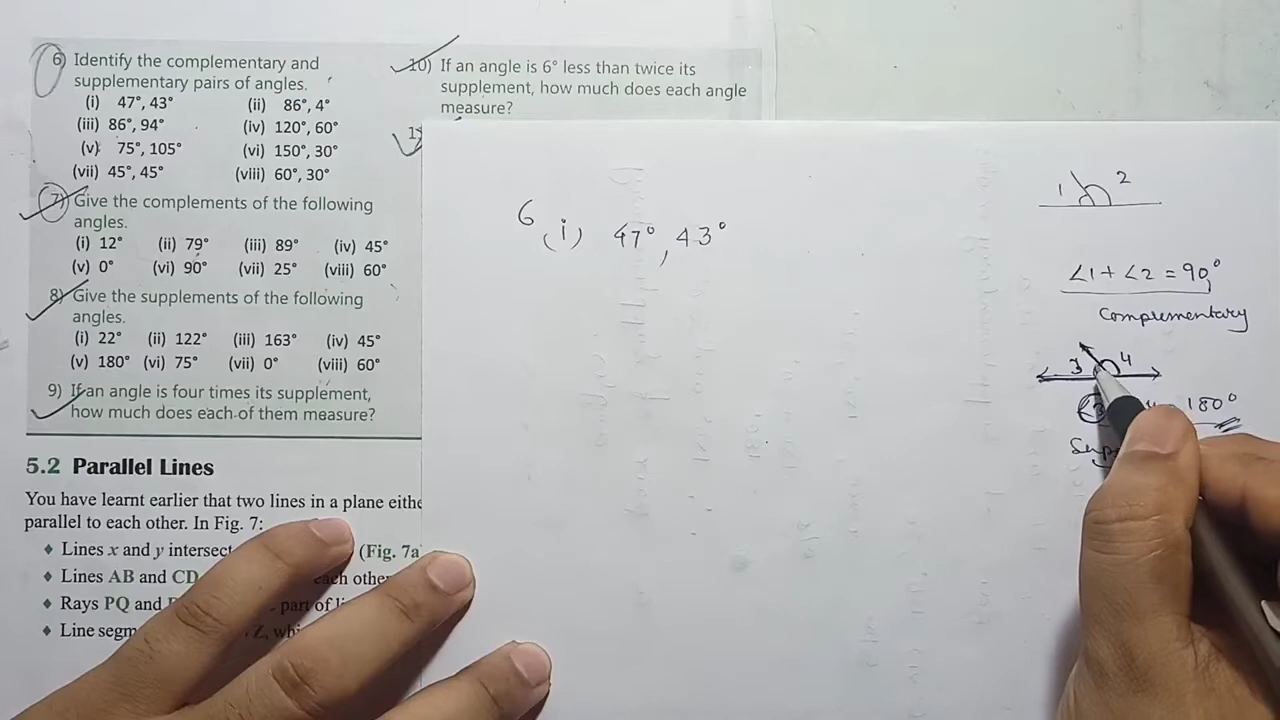 6) Identify the complementary and
supplementary pairs of angles.
(i) 47°, 43° (ii) 86°, 4°
(iii) 86°, 94° (iv) 120°, 60°
(v) 75°, 105° (vi) 150°, 30°
(vii) 45°, 45° (viii) 60°, 30°
7) Give the complements of the following
angles.
(i) 12° (ii) 79° (iii) 89° (iv) 45°
(v) 0° (vi) 90° (vii) 25° (viii) 60°
8) Give the supplements of the following
angles.
(i) 22° (ii) 122° (iii) 163° (iv) 45°
(v) 180° (vi) 75° (vii) 0° (viii) 60°
9) If an angle is four times its supplement,
how much does each of them measure?
10) If an angle is 6° less than twice its
supplement, how much does each angle
measure?
5.2 Parallel Lines
You have learnt earlier that two lines in a plane
parallel to each other. In Fig. 7:
♦ Lines x and y intersect (Fig. 7a
♦ Lines AB and CD each other
♦ Rays PQ and part of
♦ Line
6 (i) 47°, 43°
1 2
∠1 + ∠2 = 90°
Complementary
3 4
180°